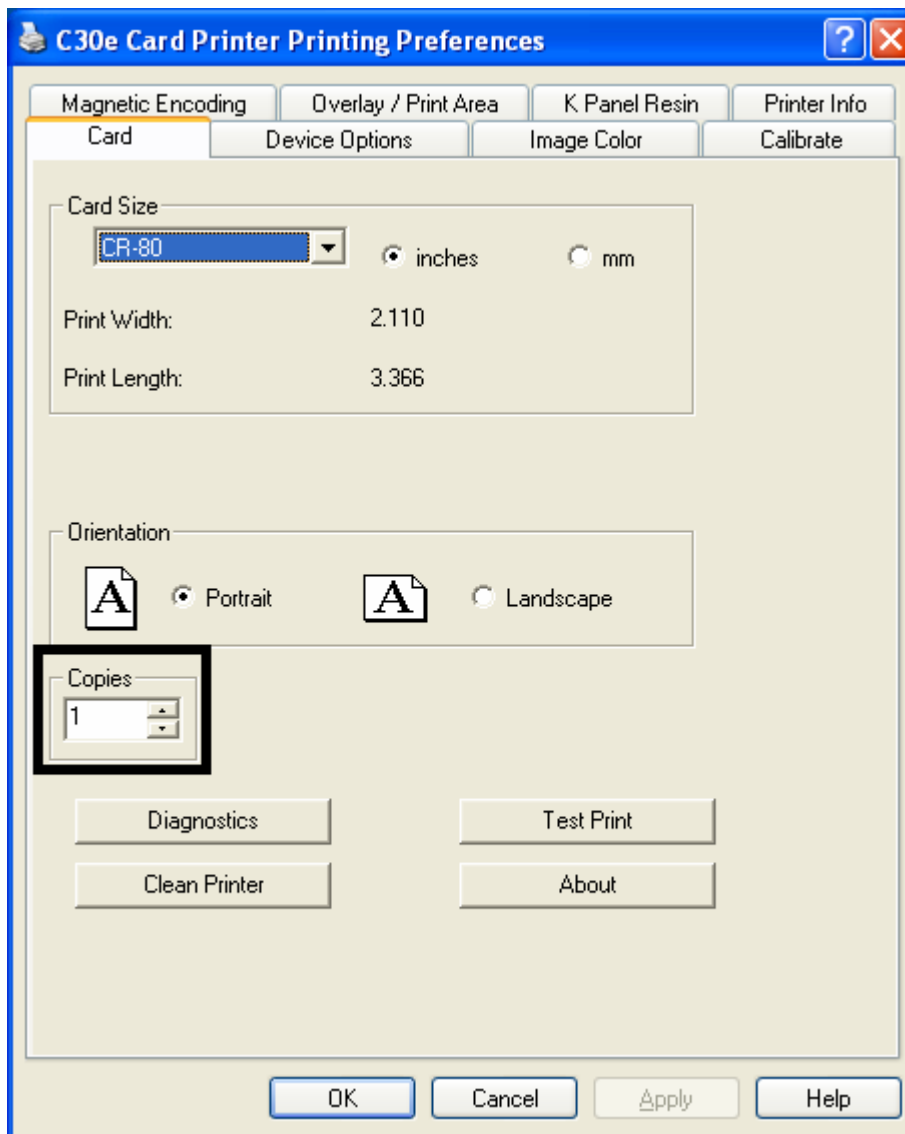 C30e Card Printer Printing Preferences
Magnetic Encoding Overlay / Print Area K Panel Resin Printer Info
Card Device Options Image Color Calibrate
Card Size
CR-80 inches mm
Print Width: 2.110
Print Length: 3.366
Orientation
A Portrait A Landscape
Copies
1
Diagnostics Test Print
Clean Printer About
OK Cancel Apply Help